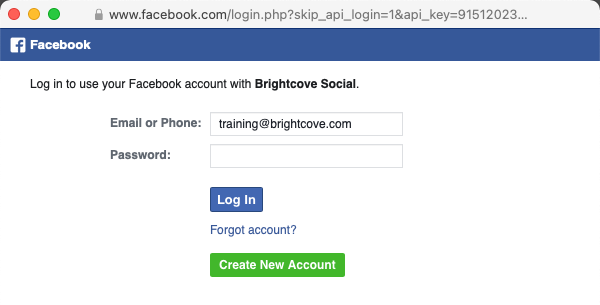 www.facebook.com/login.php?skip_api_login=1&api_key=91512023...
Facebook
Log in to use your Facebook account with Brightcove Social.
Email or Phone: training@brightcove.com
Password:
Log In
Forgot account?
Create New Account